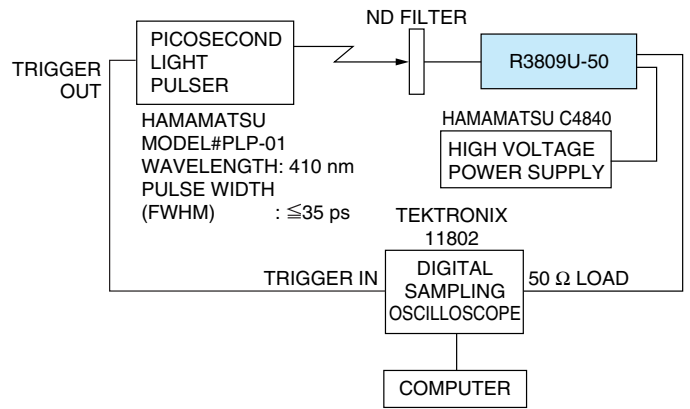 ND FILTER
PICOSECOND
LIGHT
PULSER
R3809U-50
TRIGGER
OUT
HAMAMATSU
MODEL#PLP-01
WAVELENGTH: 410 nm
PULSE WIDTH
(FWHM) : ≦35 ps
HAMAMATSU C4840
HIGH VOLTAGE
POWER SUPPLY
TEKTRONIX
11802
TRIGGER IN
DIGITAL
SAMPLING
OSCILLOSCOPE
50 Ω LOAD
COMPUTER